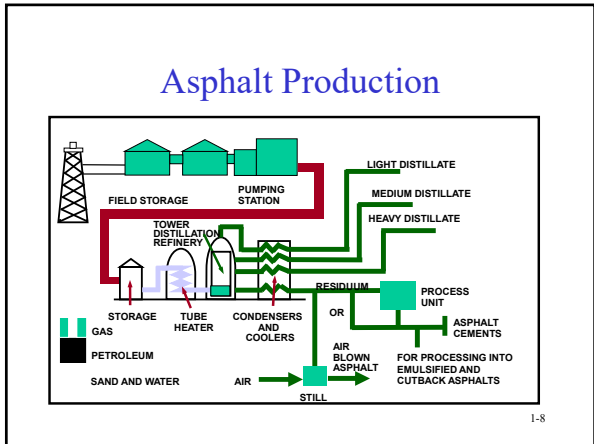 Asphalt Production
LIGHT DISTILLATE
PUMPING
STATION
MEDIUM DISTILLATE
FIELD STORAGE
HEAVY DISTILLATE
TOWER
DISTILLATION
REFINERY
RESIDUUM
PROCESS
UNIT
OR
STORAGE
TUBE
HEATER
CONDENSERS
AND
COOLERS
ASPHALT
CEMENTS
GAS
PETROLEUM
SAND AND WATER
AIR
BLOWN
ASPHALT
FOR PROCESSING INTO
EMULSIFIED AND
CUTBACK ASPHALTS
AIR
STILL
1-8